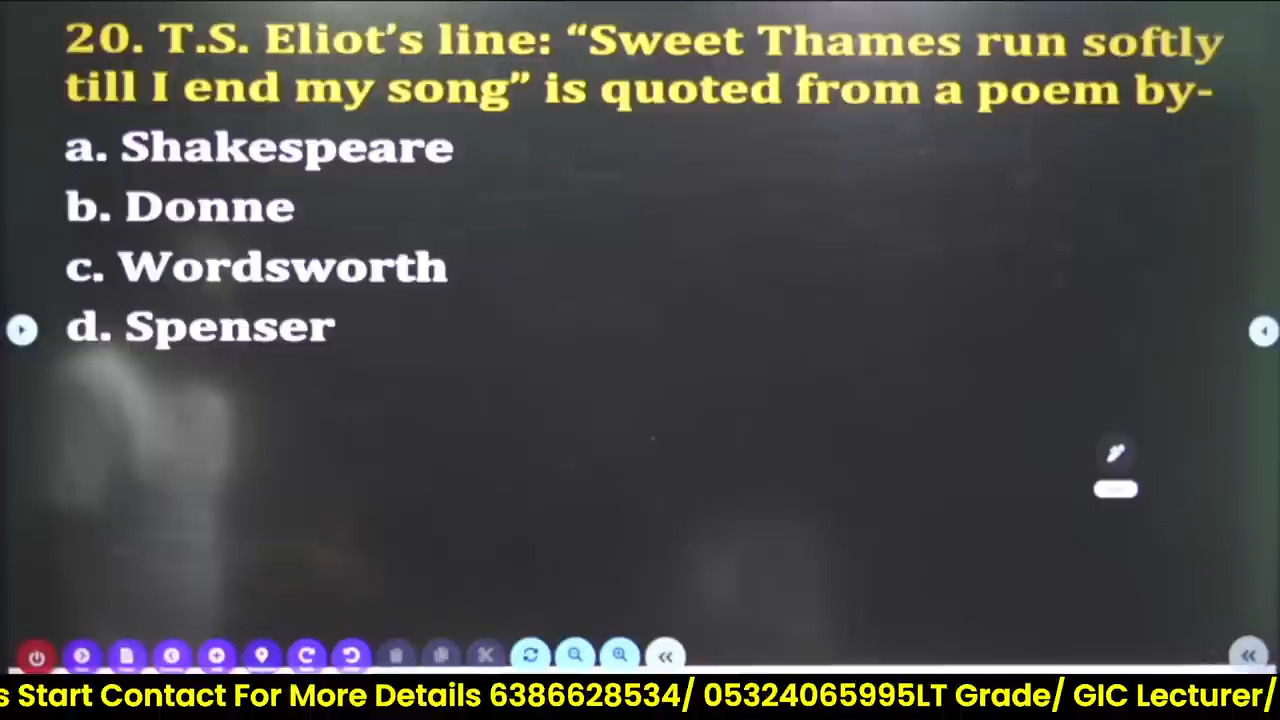 20. T.S. Eliot’s line: “Sweet Thames run softly
till I end my song” is quoted from a poem by-
a. Shakespeare
b. Donne
c. Wordsworth
d. Spenser
s Start Contact For More Details 6386628534/ 05324065995LT Grade/ GIC Lecturer/